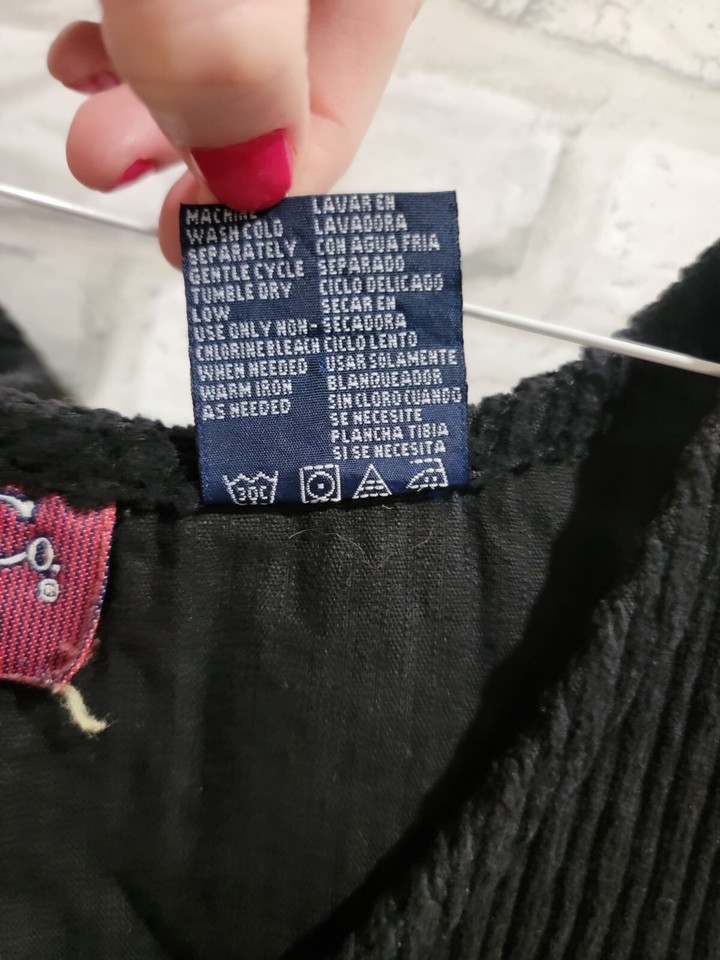 MACHINE
WASH COLD
SEPARATELY
GENTLE CYCLE
TUMBLE DRY
LOW
USE ONLY NON-
CHLORINE BLEACH
WHEN NEEDED
WARM IRON
AS NEEDED
LAVAR EN
LAVADORA
CON AGUA FRIA
SEPARADO
CICLO DELICADO
SECAR EN
SECADORA
CICLO LENTO
USAR SOLAMENTE
BLANQUEADOR
SIN CLORO CUANDO
SE NECESITE
PLANCHA TIBIA
SI SE NECESITA
30C